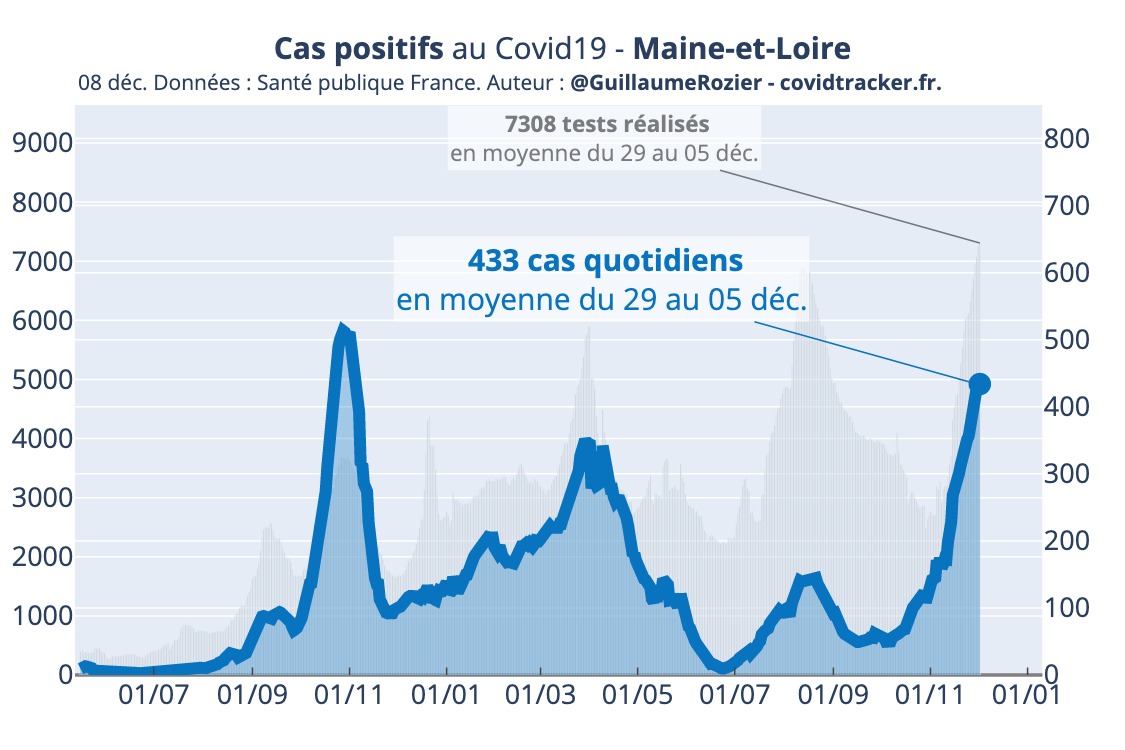 Cas positifs au Covid19 - Maine-et-Loire
08 déc. Données : Santé publique France. Auteur : @GuillaumeRozier - covidtracker.fr.
7308 tests réalisés
en moyenne du 29 au 05 déc.
433 cas quotidiens
en moyenne du 29 au 05 déc.
9000
8000
7000
6000
5000
4000
3000
2000
1000
0
800
700
600
500
400
300
200
100
0
01/07 01/09 01/11 01/01 01/03 01/05 01/07 01/09 01/11 01/01